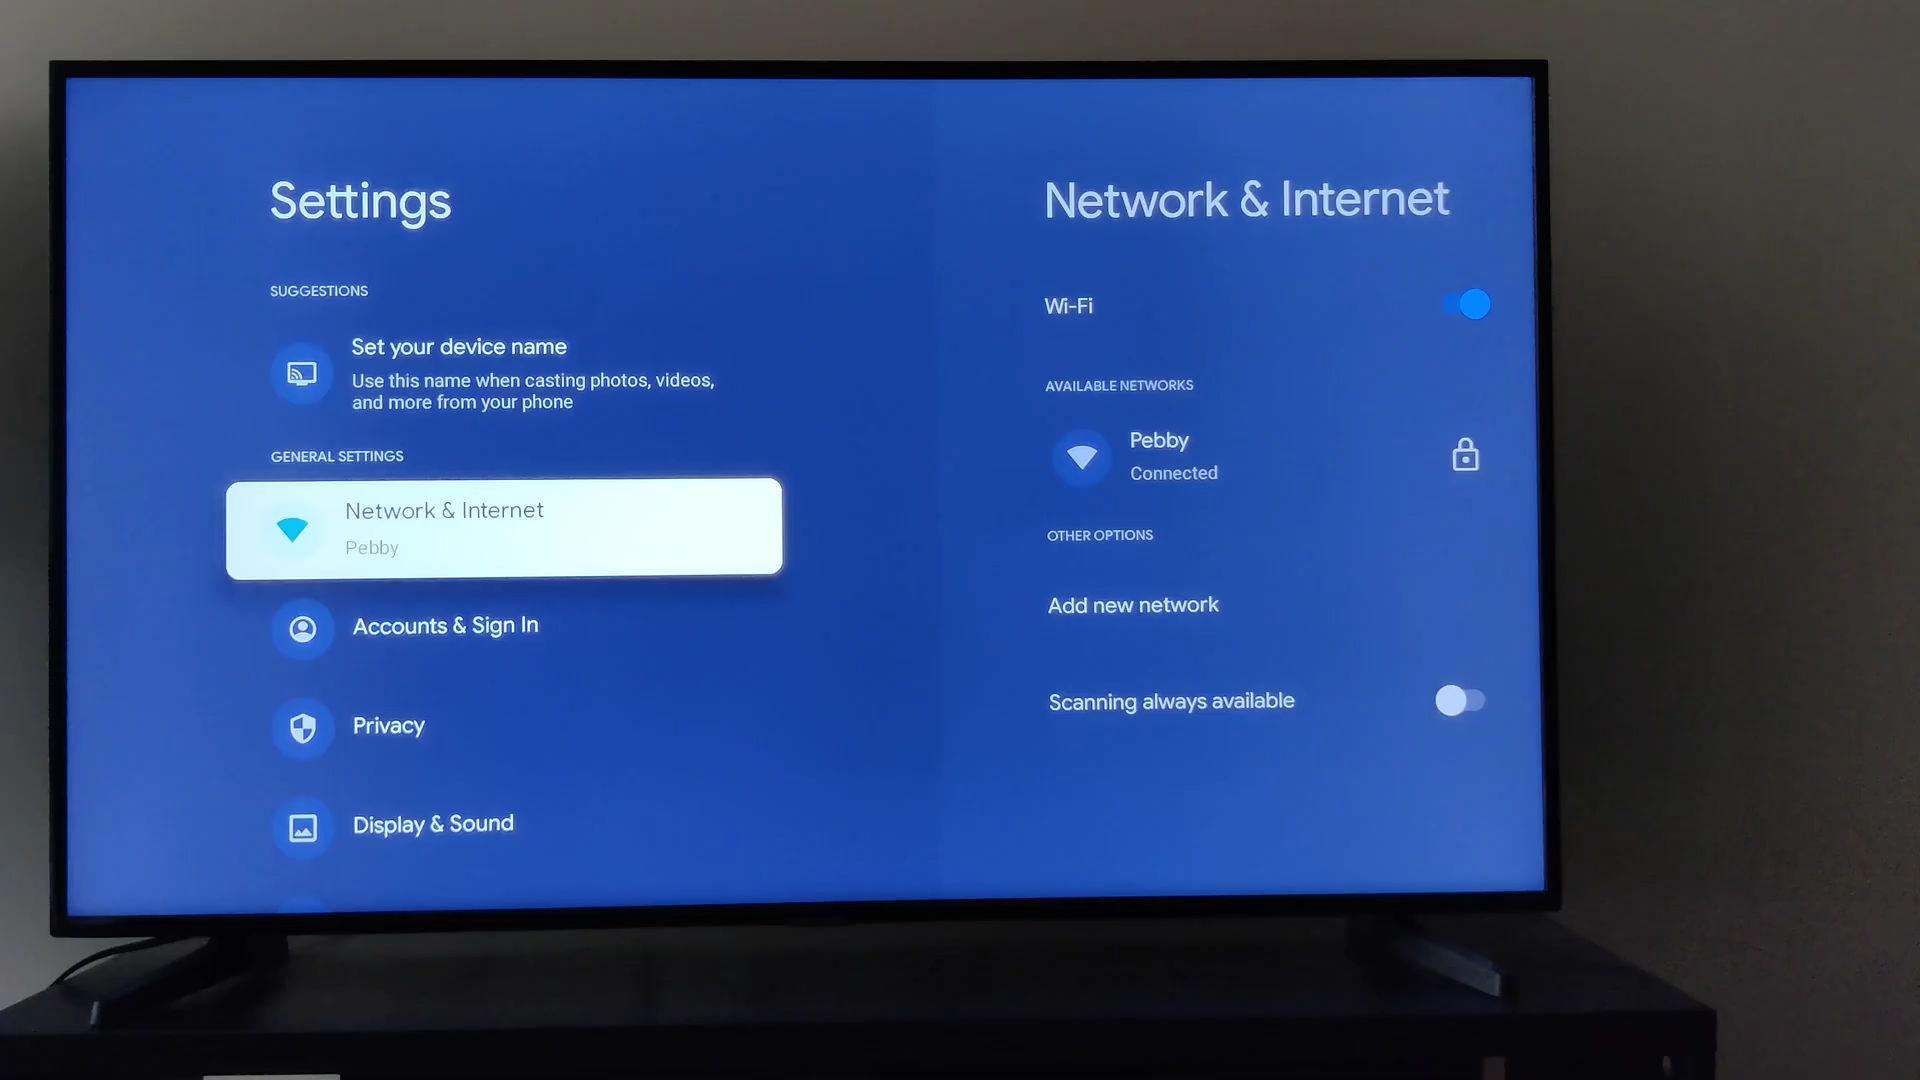 Settings
SUGGESTIONS
Set your device name
Use this name when casting photos, videos,
and more from your phone
GENERAL SETTINGS
Network & Internet
Pebby
Accounts & Sign In
Privacy
Display & Sound
Network & Internet
Wi-Fi
AVAILABLE NETWORKS
Pebby
Connected
OTHER OPTIONS
Add new network
Scanning always available